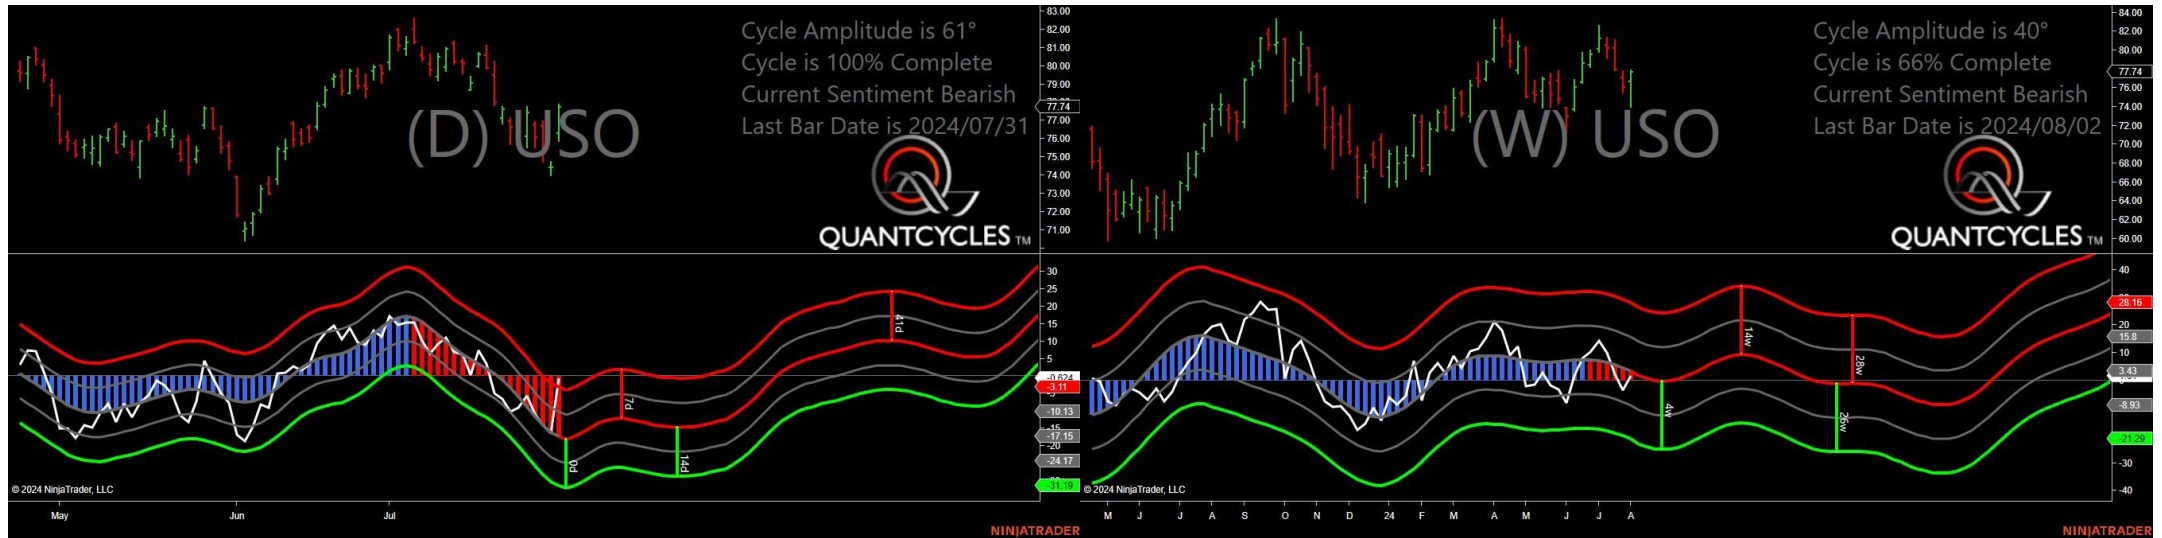 Cycle Amplitude is 61°
Cycle is 100% Complete
Current Sentiment Bearish
Last Bar Date is 2024/07/31
(D) USO
QUANTCYCLES TM
83.00
82.00
81.00
80.00
79.00
77.74
77.00
76.00
75.00
74.00
73.00
72.00
71.00
30
25
20
15
10
5
-0.624
-3.11
-10.13
-15
-17.15
-20
-24.17
-31.19
0d
7d
14d
41d
© 2024 NinjaTrader, LLC
May
Jun
Jul
NINJATRADER
Cycle Amplitude is 40°
Cycle is 66% Complete
Current Sentiment Bearish
Last Bar Date is 2024/08/02
(W) USO
QUANTCYCLES TM
84.00
82.00
80.00
77.74
76.00
74.00
72.00
70.00
68.00
66.00
64.00
62.00
60.00
40
28.16
20
15.8
10
3.43
-8.93
-21.29
-30
-40
4w
14w
26w
28w
© 2024 NinjaTrader, LLC
M J J A S O N D 24 F M A M J J A
NINJATRADER